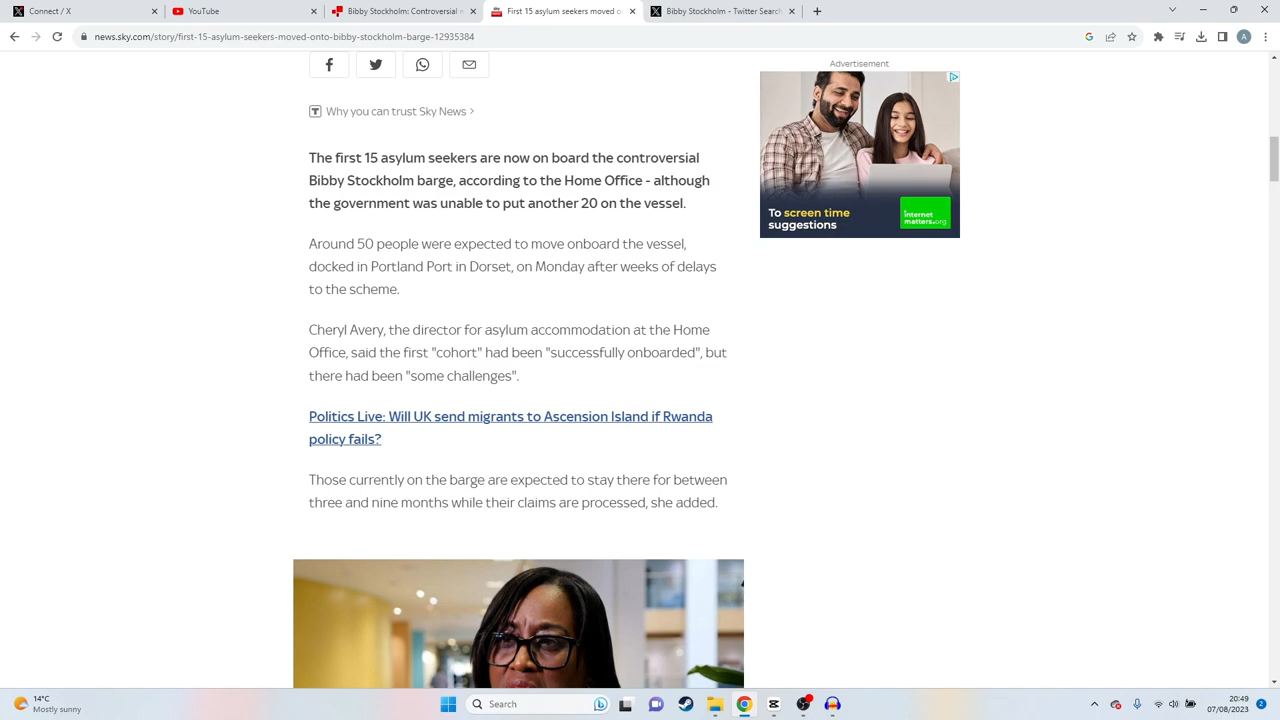 Connect / X
YouTube
Bibby Stockholm: Controversial m
First 15 asylum seekers moved o
Bibby Stockholm - Twitter Search
news.sky.com/story/first-15-asylum-seekers-moved-onto-bibby-stockholm-barge-12935384
A
Advertisement
Why you can trust Sky News >
The first 15 asylum seekers are now on board the controversial
Bibby Stockholm barge, according to the Home Office - although
the government was unable to put another 20 on the vessel.
To screen time
suggestions
internet
matters.org
Around 50 people were expected to move onboard the vessel,
docked in Portland Port in Dorset, on Monday after weeks of delays
to the scheme.
Cheryl Avery, the director for asylum accommodation at the Home
Office, said the first "cohort" had been "successfully onboarded", but
there had been "some challenges".
Politics Live: Will UK send migrants to Ascension Island if Rwanda
policy fails?
Those currently on the barge are expected to stay there for between
three and nine months while their claims are processed, she added.
14°C
Mostly sunny
Search
20:49
07/08/2023
2